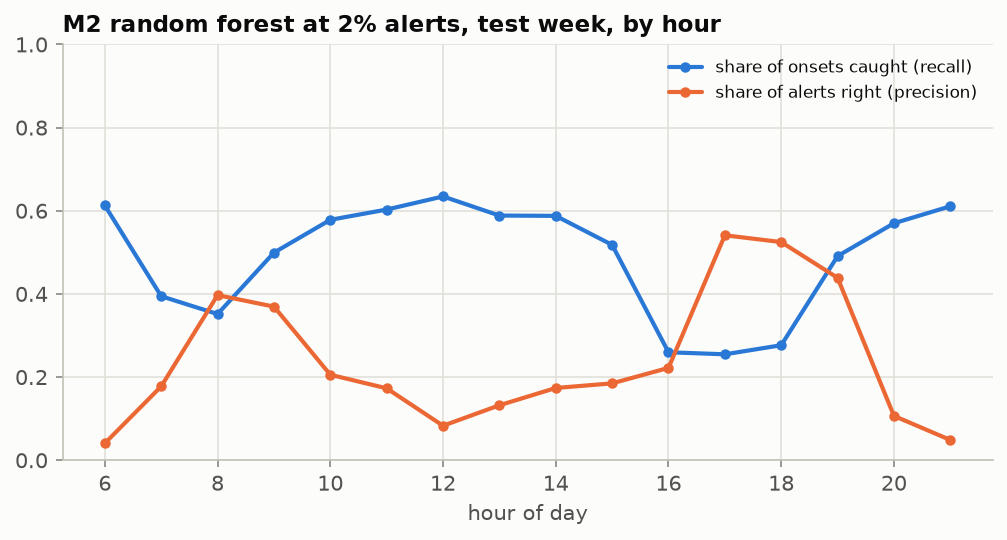 M2 random forest at 2% alerts, test week, by hour
share of onsets caught (recall)
share of alerts right (precision)
1.0
0.8
0.6
0.4
0.2
0.0
6 8 10 12 14 16 18 20
hour of day